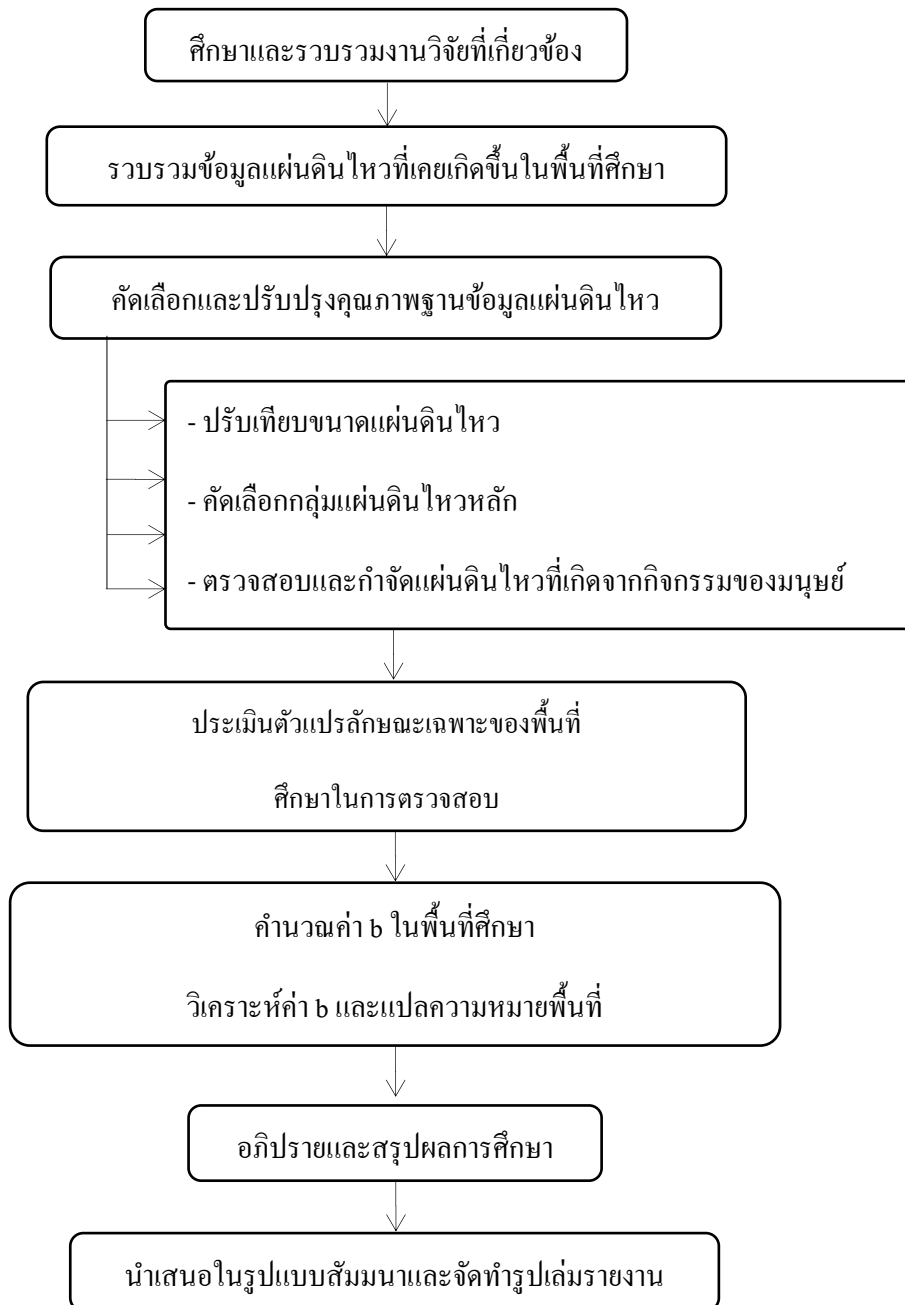 ศึกษาและรวบรวมงานวิจัยที่เกี่ยวข้อง
รวบรวมข้อมูลแผ่นดินไหวที่เคยเกิดขึ้นในพื้นที่ศึกษา
คัดเลือกและปรับปรุงคุณภาพฐานข้อมูลแผ่นดินไหว
- ปรับเทียบขนาดแผ่นดินไหว
- คัดเลือกกลุ่มแผ่นดินไหวหลัก
- ตรวจสอบและกำจัดแผ่นดินไหวที่เกิดจากกิจกรรมของมนุษย์
ประเมินตัวแปรลักษณะเฉพาะของพื้นที่
ศึกษาในการตรวจสอบ
คำนวณค่า b ในพื้นที่ศึกษา
วิเคราะห์ค่า b และแปลความหมายพื้นที่
อภิปรายและสรุปผลการศึกษา
นำเสนอในรูปแบบสัมมนาและจัดทำรูปเล่มรายงาน